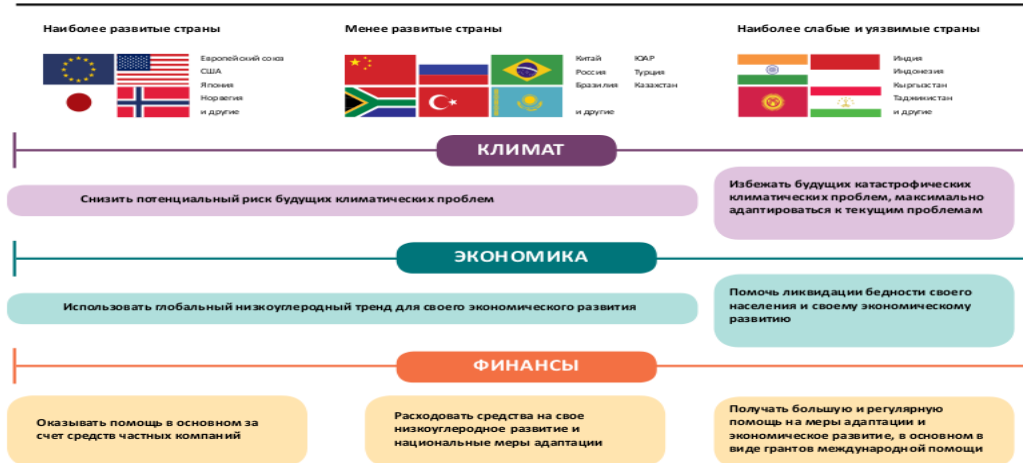 Наиболее развитые страны
Европейский союз
США
Япония
Норвегия
и другие
Менее развитые страны
Китай
Россия
Бразилия
и другие
ЮАР
Турция
Казахстан
Наиболее слабые и уязвимые страны
Индия
Индонезия
Кыргызстан
Таджикистан
и другие
КЛИМАТ
Снизить потенциальный риск будущих климатических проблем
Избежать будущих катастрофических
климатических проблем, максимально
адаптироваться к текущим проблемам
ЭКОНОМИКА
Использовать глобальный низкоуглеродный тренд для своего экономического развития
Помочь ликвидации бедности своего
населения и своему экономическому
развитию
ФИНАНСЫ
Оказывать помощь в основном за
счет средств частных компаний
Расходовать средства на свое
низкоуглеродное развитие и
национальные меры адаптации
Получать большую и регулярную
помощь на меры адаптации и
экономическое развитие, в основном в
виде грантов международной помощи